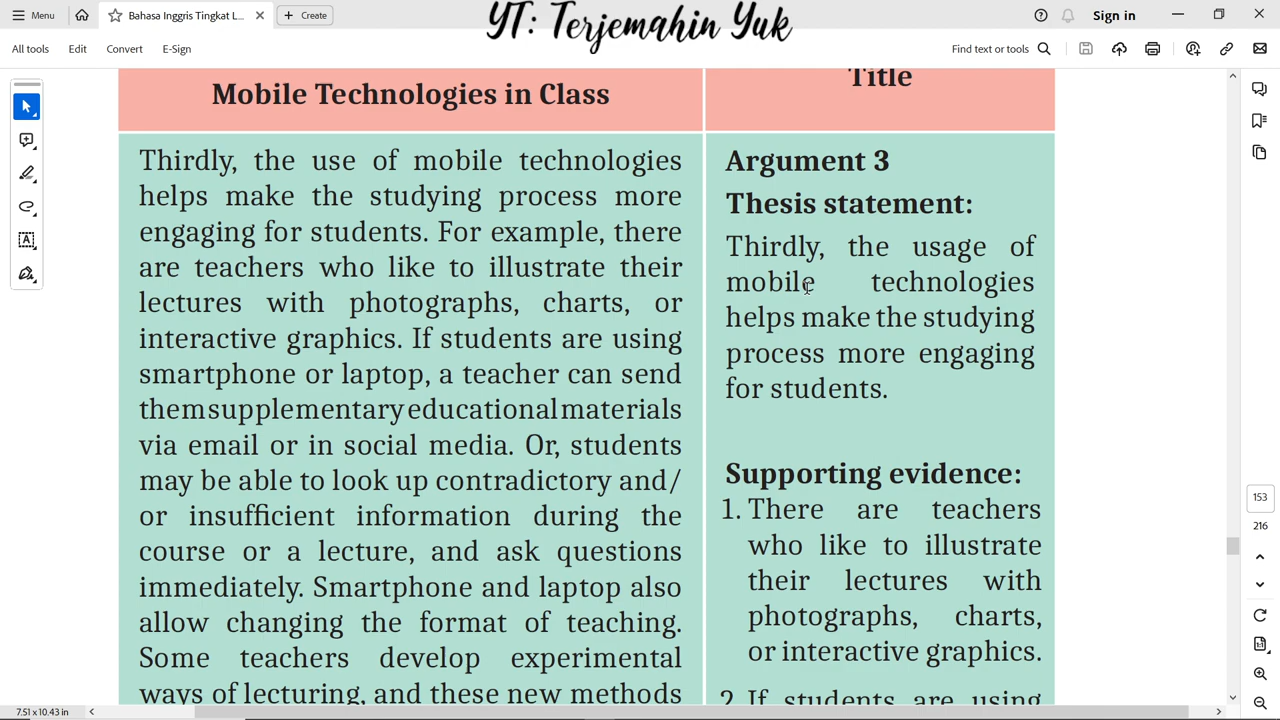 Menu
Bahasa Inggris Tingkat L...
Create
YT: Terjemahin Yuk
Sign in
All tools
Edit
Convert
E-Sign
Find text or tools
Mobile Technologies in Class
Title
Thirdly, the use of mobile technologies
helps make the studying process more
engaging for students. For example, there
are teachers who like to illustrate their
lectures with photographs, charts, or
interactive graphics. If students are using
smartphone or laptop, a teacher can send
them supplementary educational materials
via email or in social media. Or, students
may be able to look up contradictory and/
or insufficient information during the
course or a lecture, and ask questions
immediately. Smartphone and laptop also
allow changing the format of teaching.
Some teachers develop experimental
ways of lecturing, and these new methods
Argument 3
Thesis statement:
Thirdly, the usage of
mobile technologies
helps make the studying
process more engaging
for students.
Supporting evidence:
1. There are teachers
who like to illustrate
their lectures with
photographs, charts,
or interactive graphics.
2. If students are using
153
216
7.51 x 10.43 in